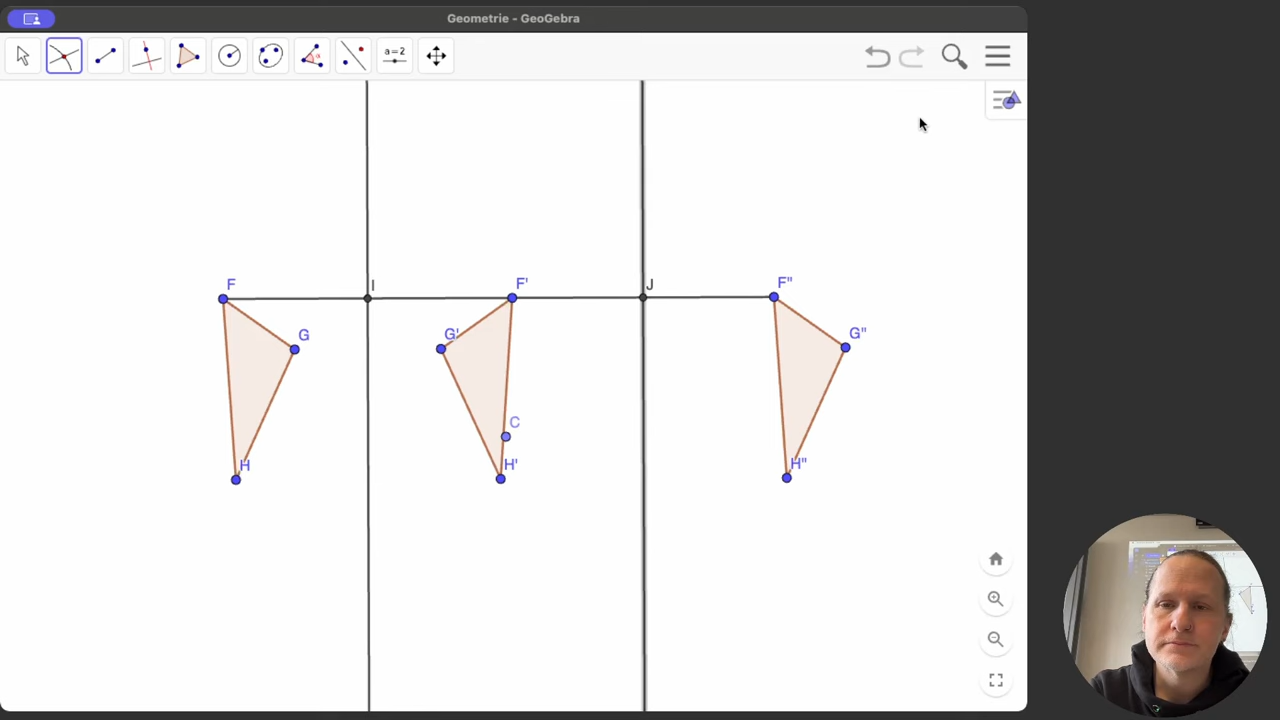 Geometrie - GeoGebra
a=2
F
I
F'
J
F"
G
G'
G"
C
H
H'
H"